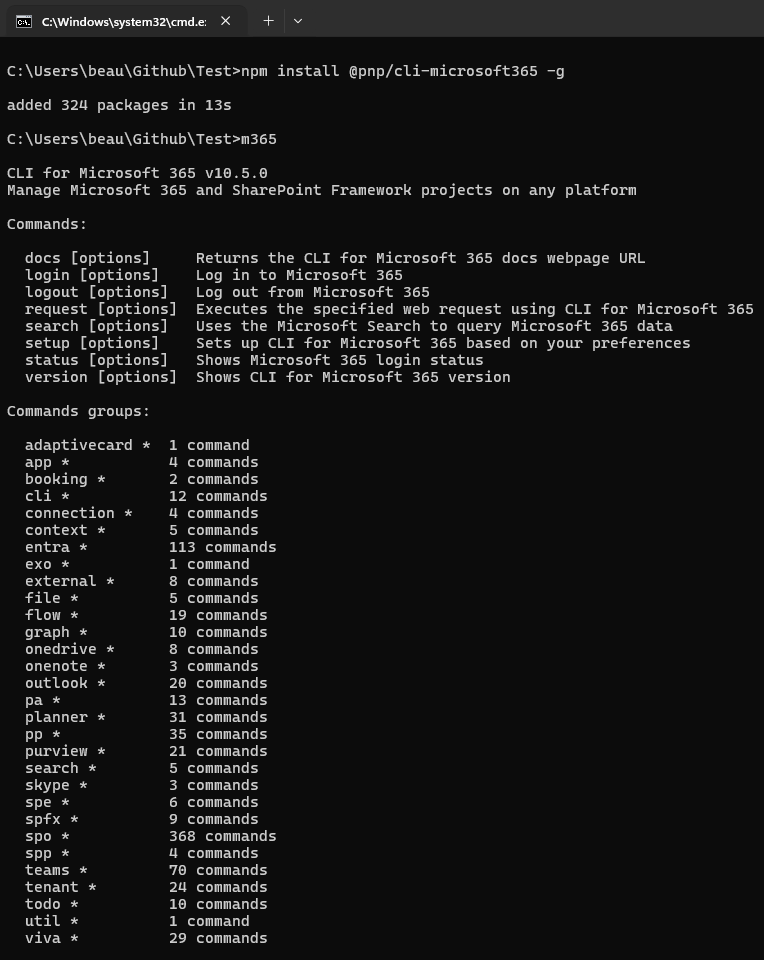 C:\Windows\system32\cmd.e:
C:\Users\beau\Github\Test>npm install @pnp/cli-microsoft365 -g
added 324 packages in 13s
C:\Users\beau\Github\Test>m365
CLI for Microsoft 365 v10.5.0
Manage Microsoft 365 and SharePoint Framework projects on any platform
Commands:
docs [options]     Returns the CLI for Microsoft 365 docs webpage URL
login [options]    Log in to Microsoft 365
logout [options]   Log out from Microsoft 365
request [options]  Executes the specified web request using CLI for Microsoft 365
search [options]   Uses the Microsoft Search to query Microsoft 365 data
setup [options]    Sets up CLI for Microsoft 365 based on your preferences
status [options]   Shows Microsoft 365 login status
version [options]  Shows CLI for Microsoft 365 version
Commands groups:
adaptivecard *  1 command
app *           4 commands
booking *       2 commands
cli *           12 commands
connection *    4 commands
context *       5 commands
entra *         113 commands
exo *           1 command
external *      8 commands
file *          5 commands
flow *          19 commands
graph *         10 commands
onedrive *      8 commands
onenote *       3 commands
outlook *       20 commands
pa *            13 commands
planner *       31 commands
pp *            35 commands
purview *       21 commands
search *        5 commands
skype *         3 commands
spe *           6 commands
spfx *          9 commands
spo *           368 commands
spp *           4 commands
teams *         70 commands
tenant *        24 commands
todo *          10 commands
util *          1 command
viva *          29 commands